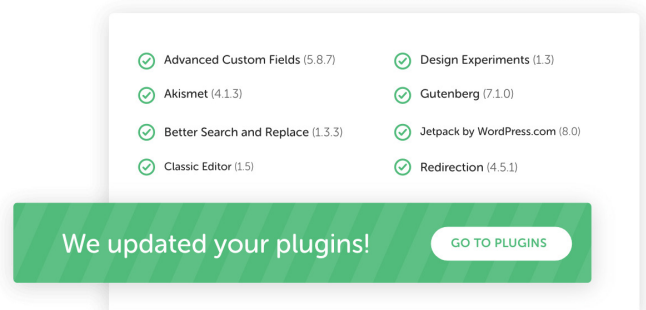 Advanced Custom Fields (5.8.7)
Akismet (4.1.3)
Better Search and Replace (1.3.3)
Classic Editor (1.5)
Design Experiments (1.3)
Gutenberg (7.1.0)
Jetpack by WordPress.com (8.0)
Redirection (4.5.1)
We updated your plugins!
GO TO PLUGINS